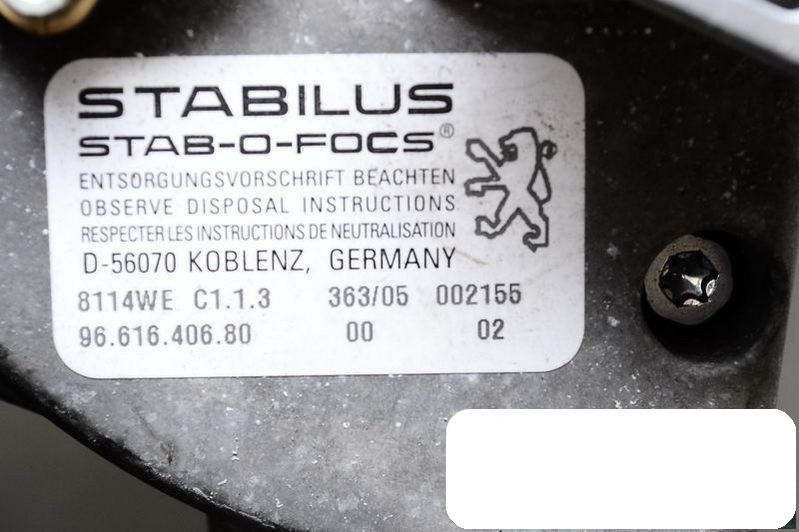 STABILUS
STAB-O-FOCS®
ENTSORGUNGSVORSCHRIFT BEACHTEN
OBSERVE DISPOSAL INSTRUCTIONS
RESPECTER LES INSTRUCTIONS DE NEUTRALISATION
D-56070 KOBLENZ, GERMANY
8114WE C1.1.3 363/05 002155
96.616.406.80 00 02